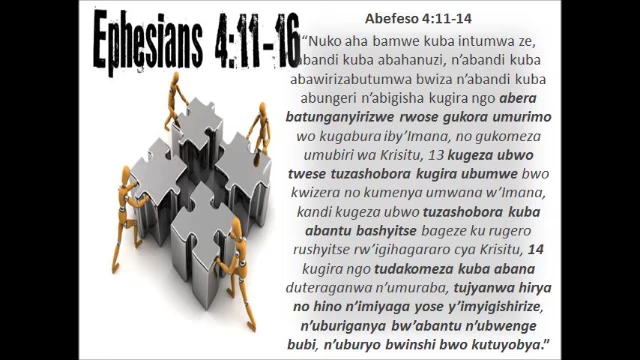 Ephesians 4:11-16
Abefeso 4:11-14
“Nuko aha bamwe kuba intumwa ze,
abandi kuba abahanuzi, n’abandi kuba
abawirizabutumwa bwiza n’abandi kuba
abungeri n’abigisha kugira ngo abera
batunganyirizwe rwose gukora umurimo
wo kugabura iby’Imana, no gukomeza
umubiri wa Krisitu, 13 kugeza ubwo
twese tuzashobora kugira ubumwe bwo
kwizera no kumenya umwana w’Imana,
kandi kugeza ubwo tuzashobora kuba
abantu bashyitse bageze ku rugero
rushyitse rw’igihagararo cya Krisitu, 14
kugira ngo tudakomeza kuba abana
duteraganwa n’umuraba, tujyanwa hirya
no hino n’imiyaga yose y’imyigishirize,
n’uburiganya bw’abantu n’ubwenge
bubi, n’uburyo bwinshi bwo kutuyobya.”